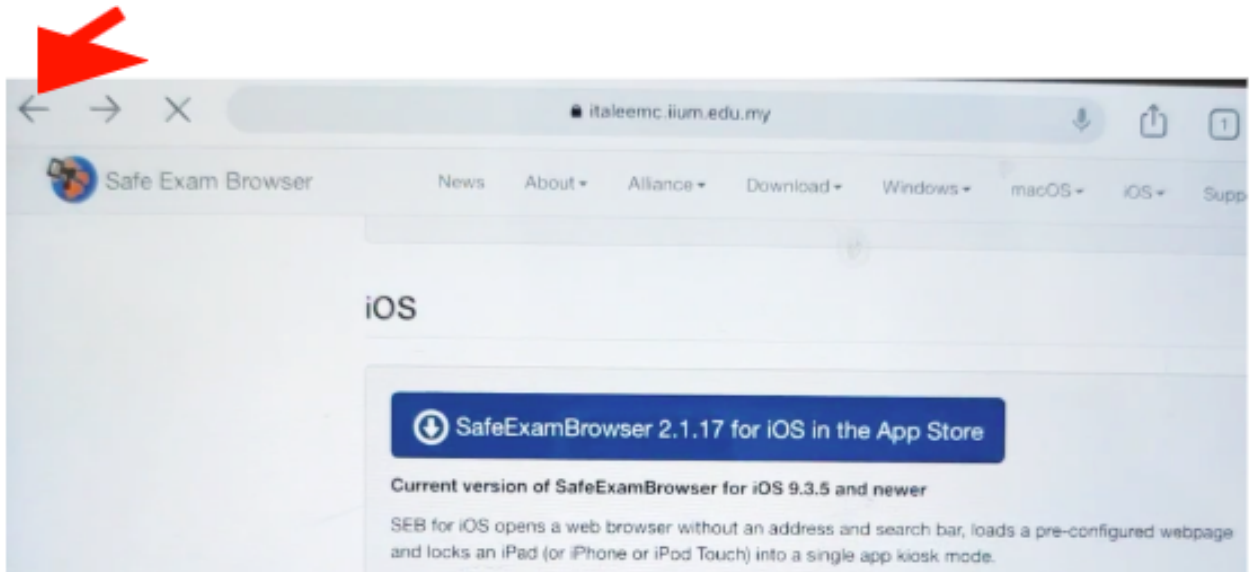 italeemc.iium.edu.my
1
Safe Exam Browser News About Alliance Download Windows macOS iOS Supp
iOS
SafeExamBrowser 2.1.17 for iOS in the App Store
Current version of SafeExamBrowser for iOS 9.3.5 and newer
SEB for iOS opens a web browser without an address and search bar, loads a pre-configured webpage
and locks an iPad (or iPhone or iPod Touch) into a single app kiosk mode.